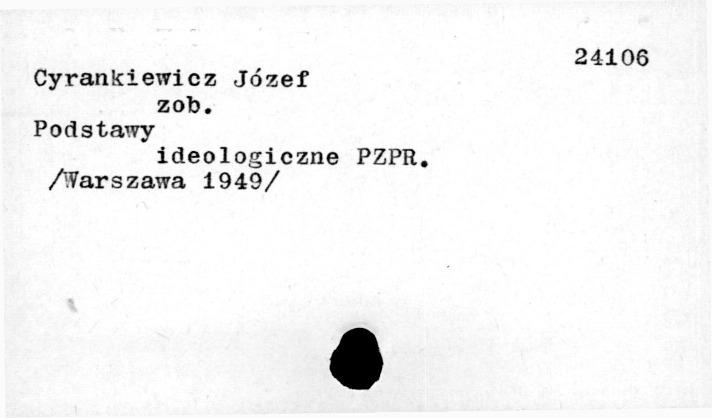 24106
Cyrankiewicz Józef
zob.
Podstawy
ideologiczne PZPR.
/Warszawa 1949/